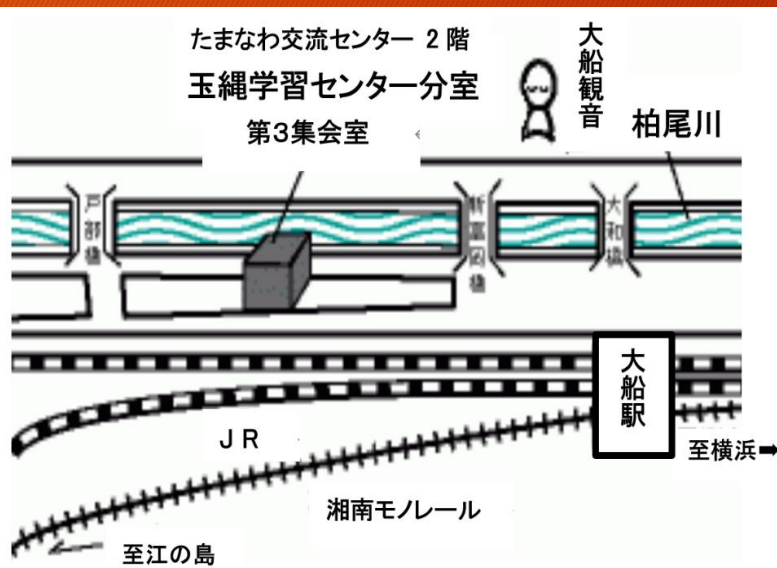 たまなわ交流センター 2階
玉縄学習センター分室
第3集会室
大船観音
柏尾川
戸部橋
新富岡橋
大和橋
大船駅
JR
至横浜➡
湘南モノレール
至江の島